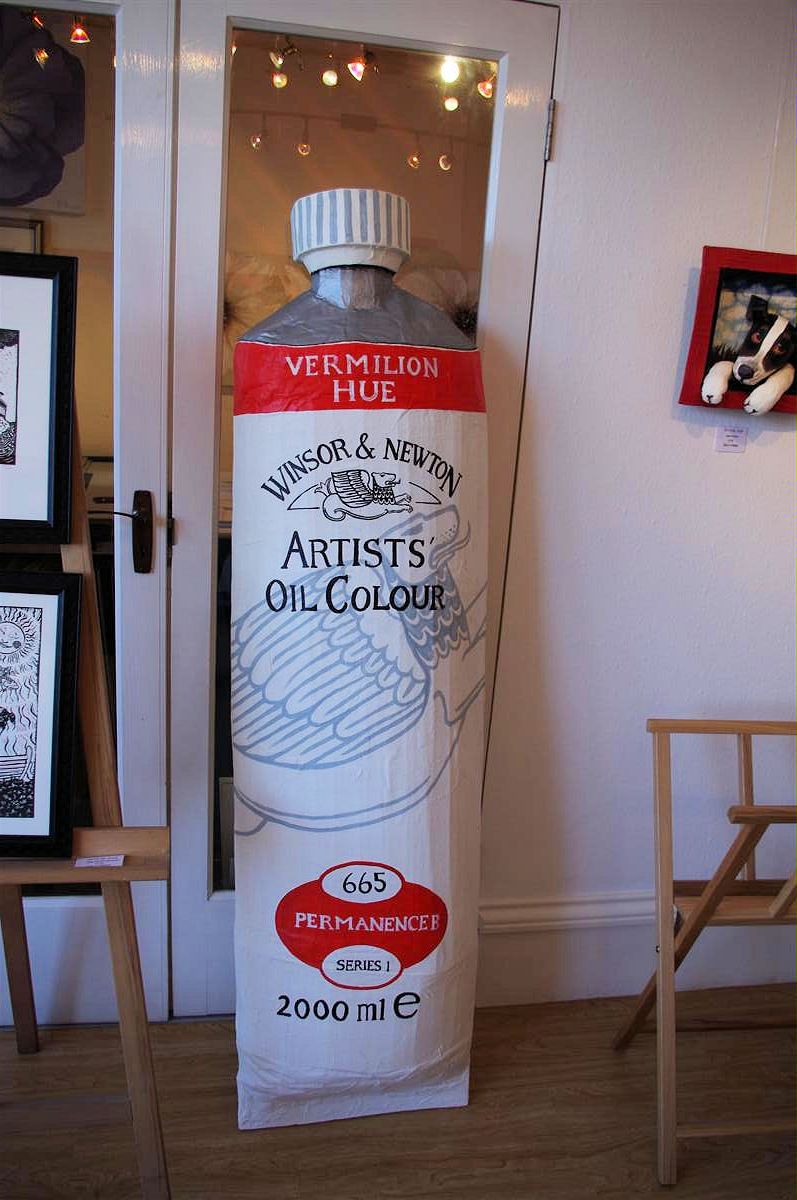 VERMILION
HUE
WINSOR & NEWTON
ARTISTS'
OIL COLOUR
665
PERMANENCE B
SERIES 1
2000 ml e